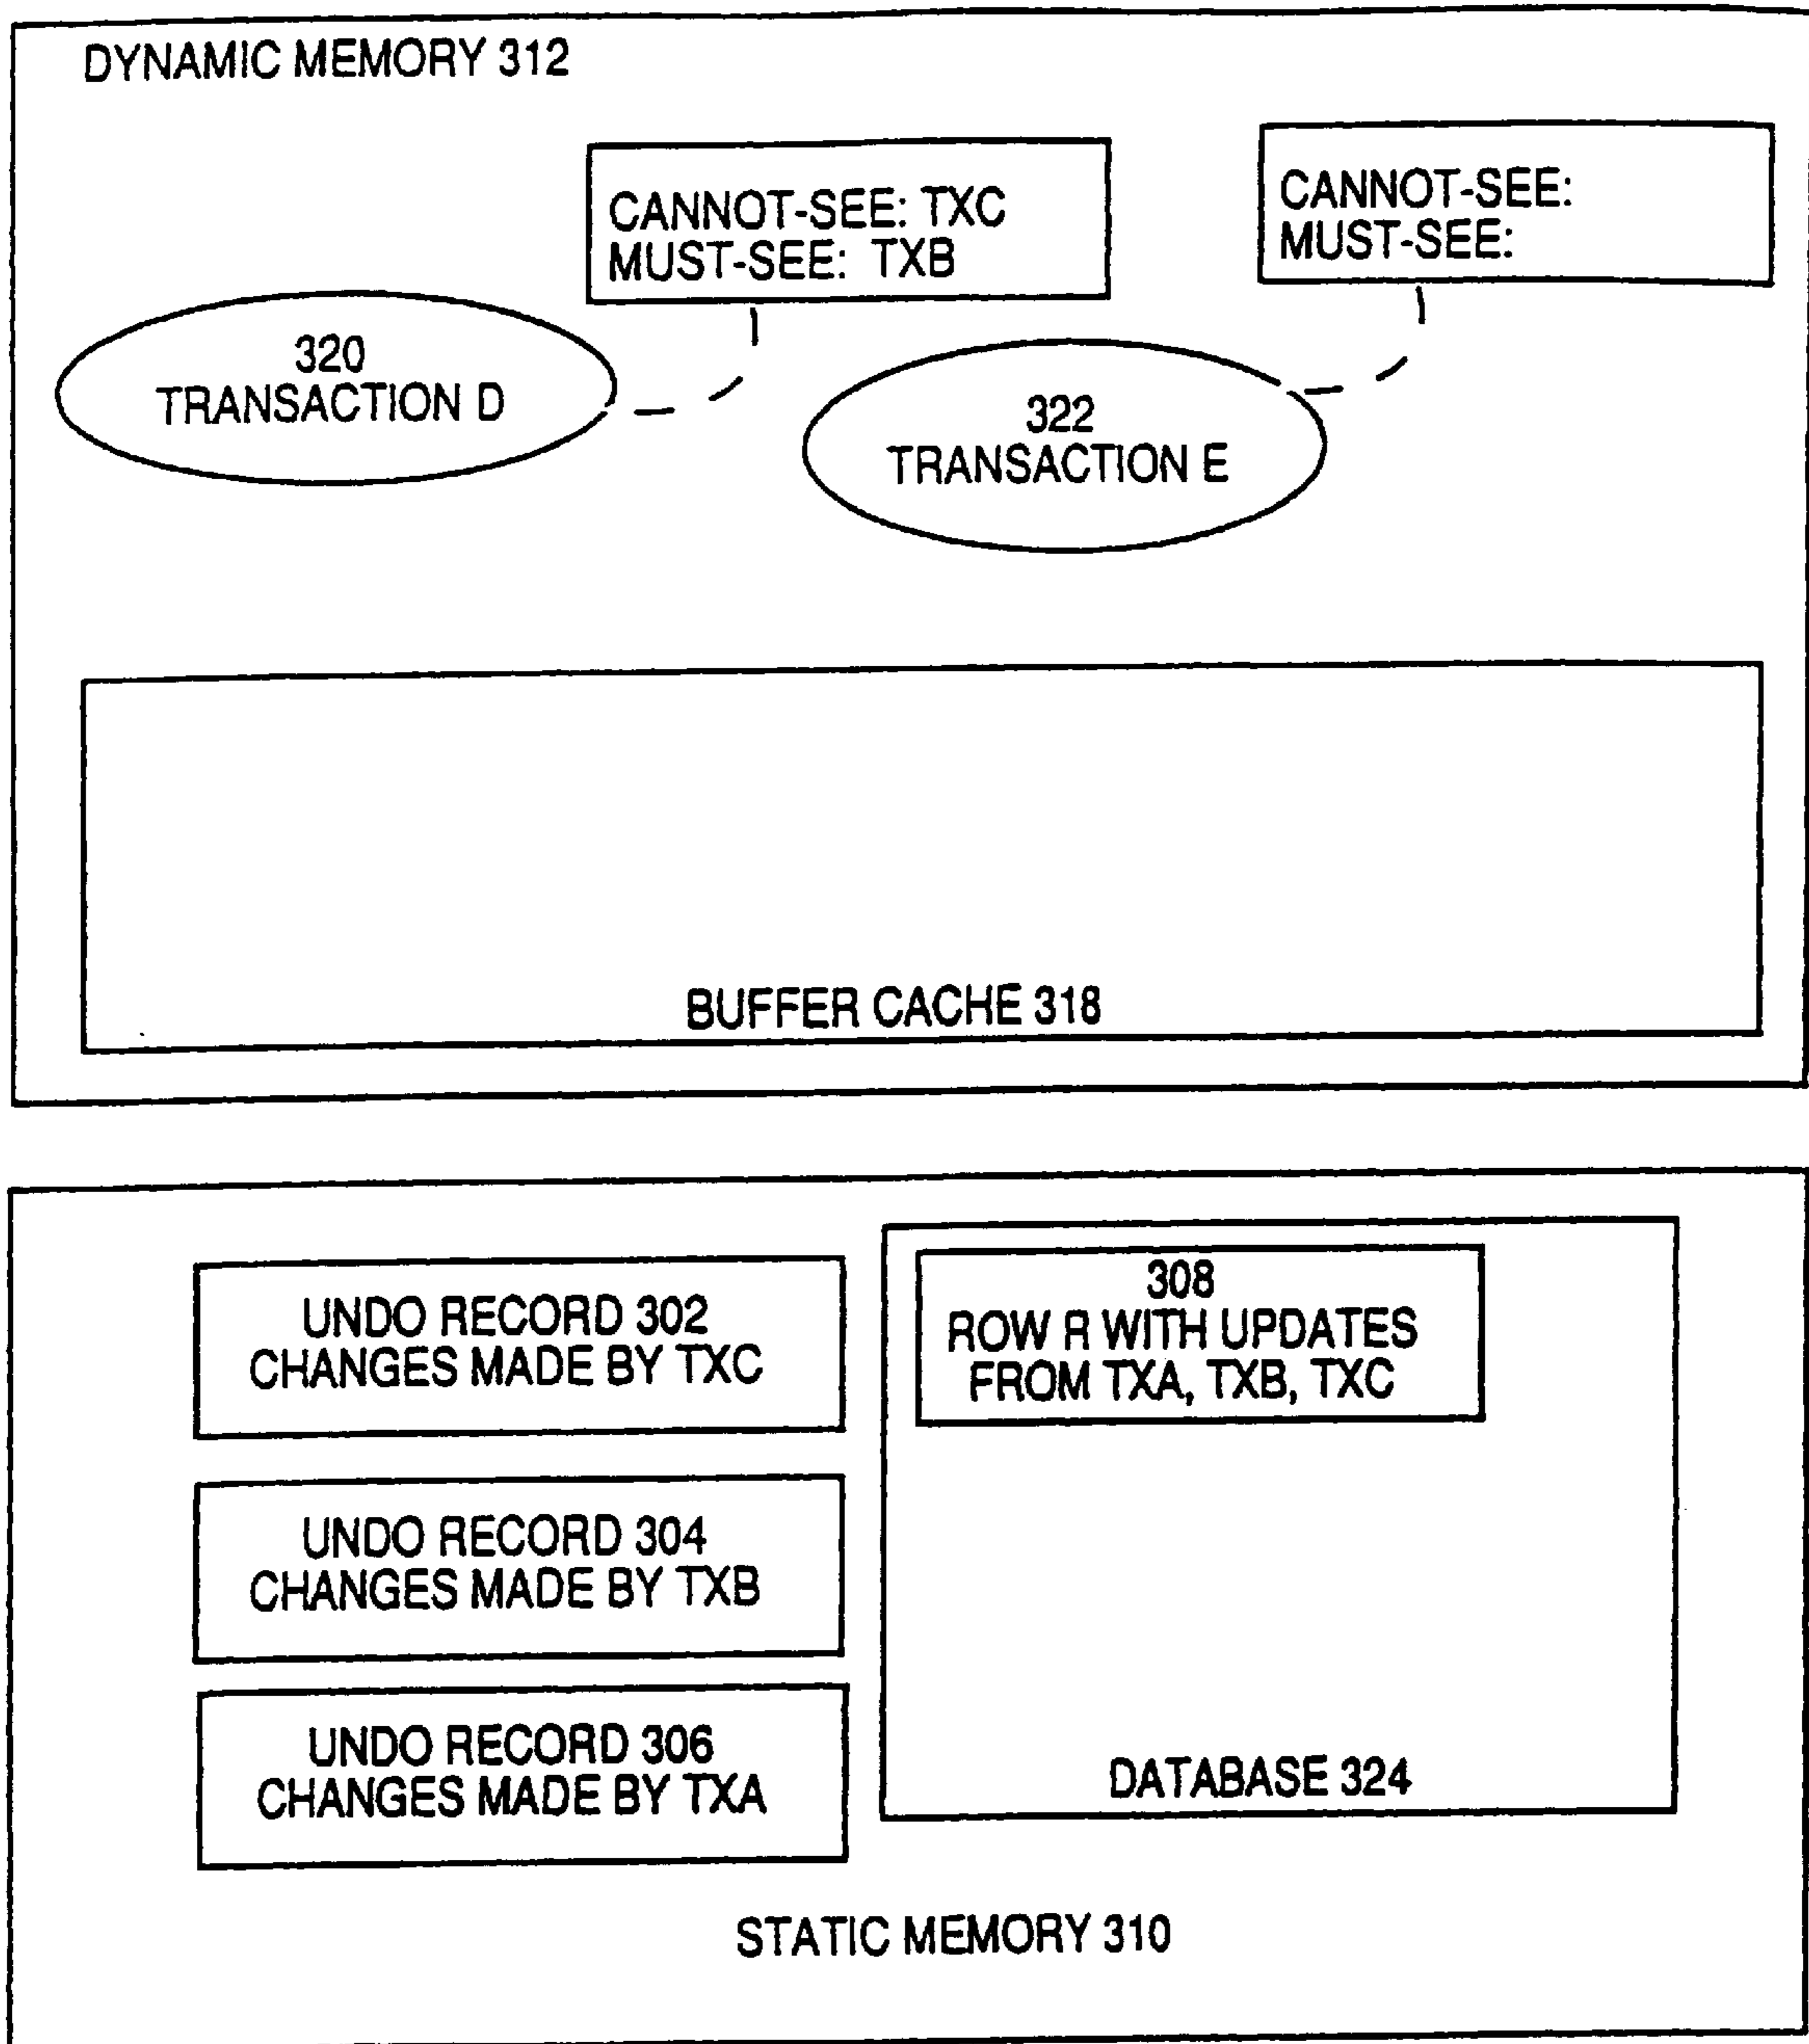 DYNAMIC MEMORY 312
CANNOT-SEE: TXC
MUST-SEE: TXB
CANNOT-SEE:
MUST-SEE:
320
TRANSACTION D
322
TRANSACTION E
BUFFER CACHE 318
UNDO RECORD 302
CHANGES MADE BY TXC
UNDO RECORD 304
CHANGES MADE BY TXB
UNDO RECORD 306
CHANGES MADE BY TXA
308
ROW R WITH UPDATES
FROM TXA, TXB, TXC
DATABASE 324
STATIC MEMORY 310